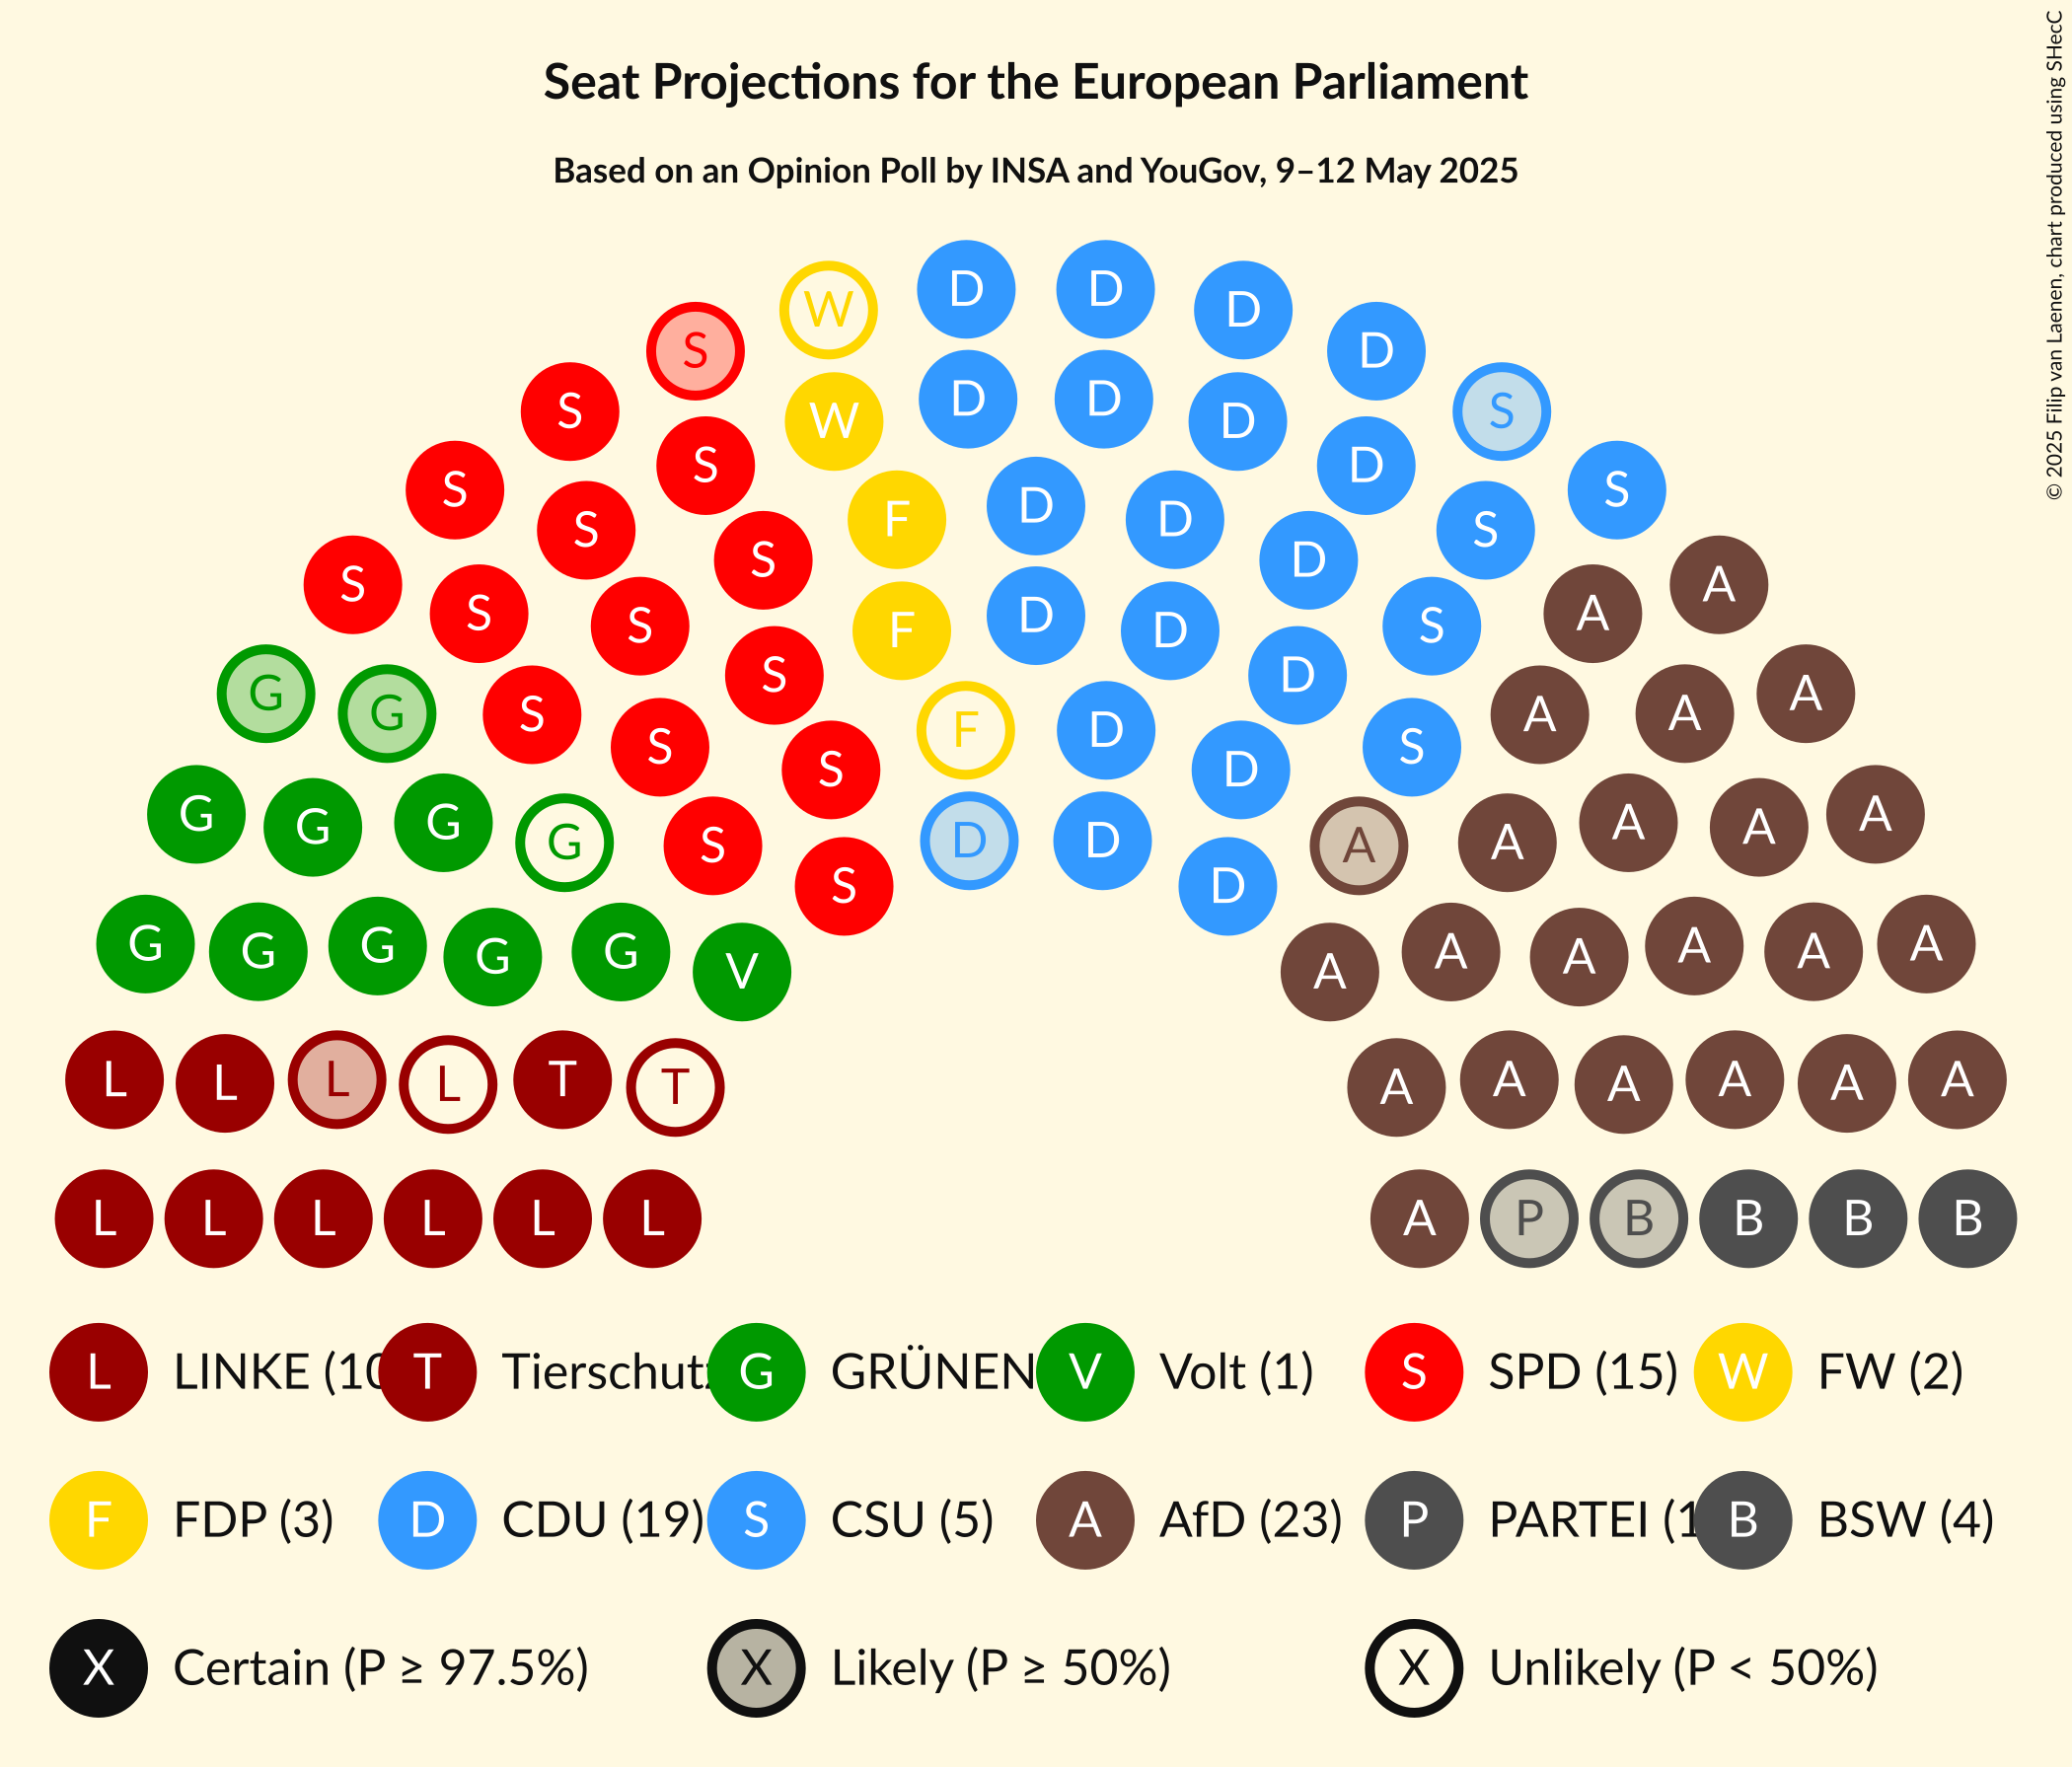 Seat Projections for the European Parliament
Based on an Opinion Poll by INSA and YouGov, 9–12 May 2025
© 2025 Filip van Laenen, chart produced using SHecC
D D
W D
S D
D D
S W D S
D
S D S
S F D
D
S S D S
S D
S A
S F D A
S S D S
D
S D
G A
G A
S A A
F D
S S
S D
G A
G A
G A
G A
D D
G A
S A
S D
G A
G A
G A
G A
G A
G A
V A
L L L T A A A A
L A
L T A
L L L L L L A P B B B B
L LINKE (10 T Tierschutz G GRÜNEN V Volt (1) S SPD (15) W FW (2)
F FDP (3) D CDU (19) S CSU (5) A AfD (23) P PARTEI (1 B BSW (4)
X Certain (P ≥ 97.5%) X Likely (P ≥ 50%) X Unlikely (P < 50%)